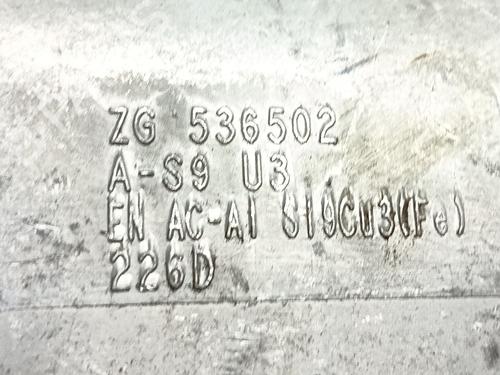 ZG 536502
A-S9 U3
EN AC-Al Si9Cu3(Fe)
226D